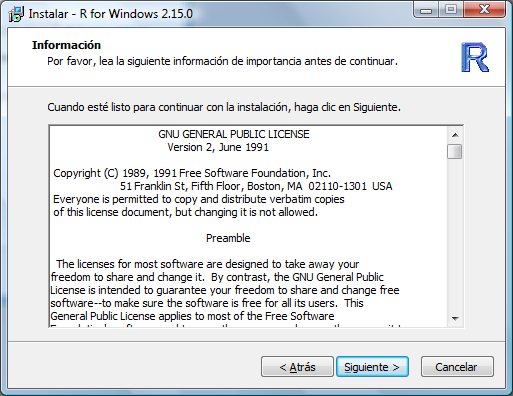 Instalar - R for Windows 2.15.0
Información
Por favor, lea la siguiente información de importancia antes de continuar.
R
Cuando esté listo para continuar con la instalación, haga clic en Siguiente.
GNU GENERAL PUBLIC LICENSE
Version 2, June 1991
Copyright (C) 1989, 1991 Free Software Foundation, Inc.
51 Franklin St, Fifth Floor, Boston, MA 02110-1301 USA
Everyone is permitted to copy and distribute verbatim copies
of this license document, but changing it is not allowed.
Preamble
The licenses for most software are designed to take away your
freedom to share and change it. By contrast, the GNU General Public
License is intended to guarantee your freedom to share and change free
software--to make sure the software is free for all its users. This
General Public License applies to most of the Free Software
< Atrás
Siguiente >
Cancelar